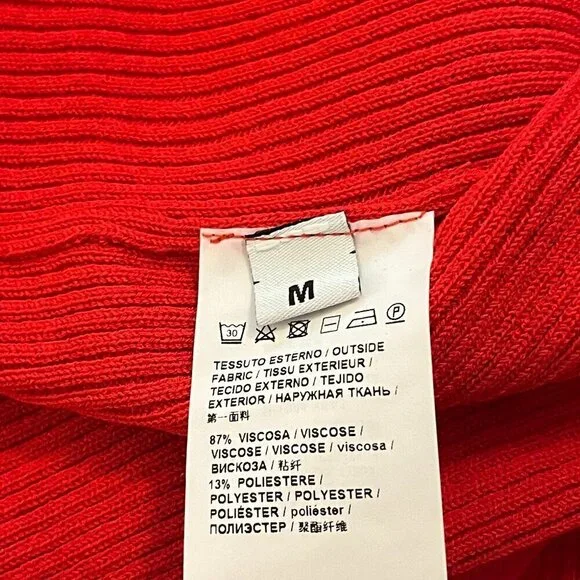 M
30
P
TESSUTO ESTERNO / OUTSIDE
FABRIC / TISSU EXTERIEUR /
TECIDO EXTERNO / TEJIDO
EXTERIOR / НАРУЖНАЯ ТКАНЬ /
第一面料
87% VISCOSA / VISCOSE /
VISCOSE / VISCOSE / viscosa /
ВИСКОЗА / 粘纤
13% POLIESTERE /
POLYESTER / POLYESTER /
POLIÉSTER / poliéster /
ПОЛИЭСТЕР / 聚酯纤维